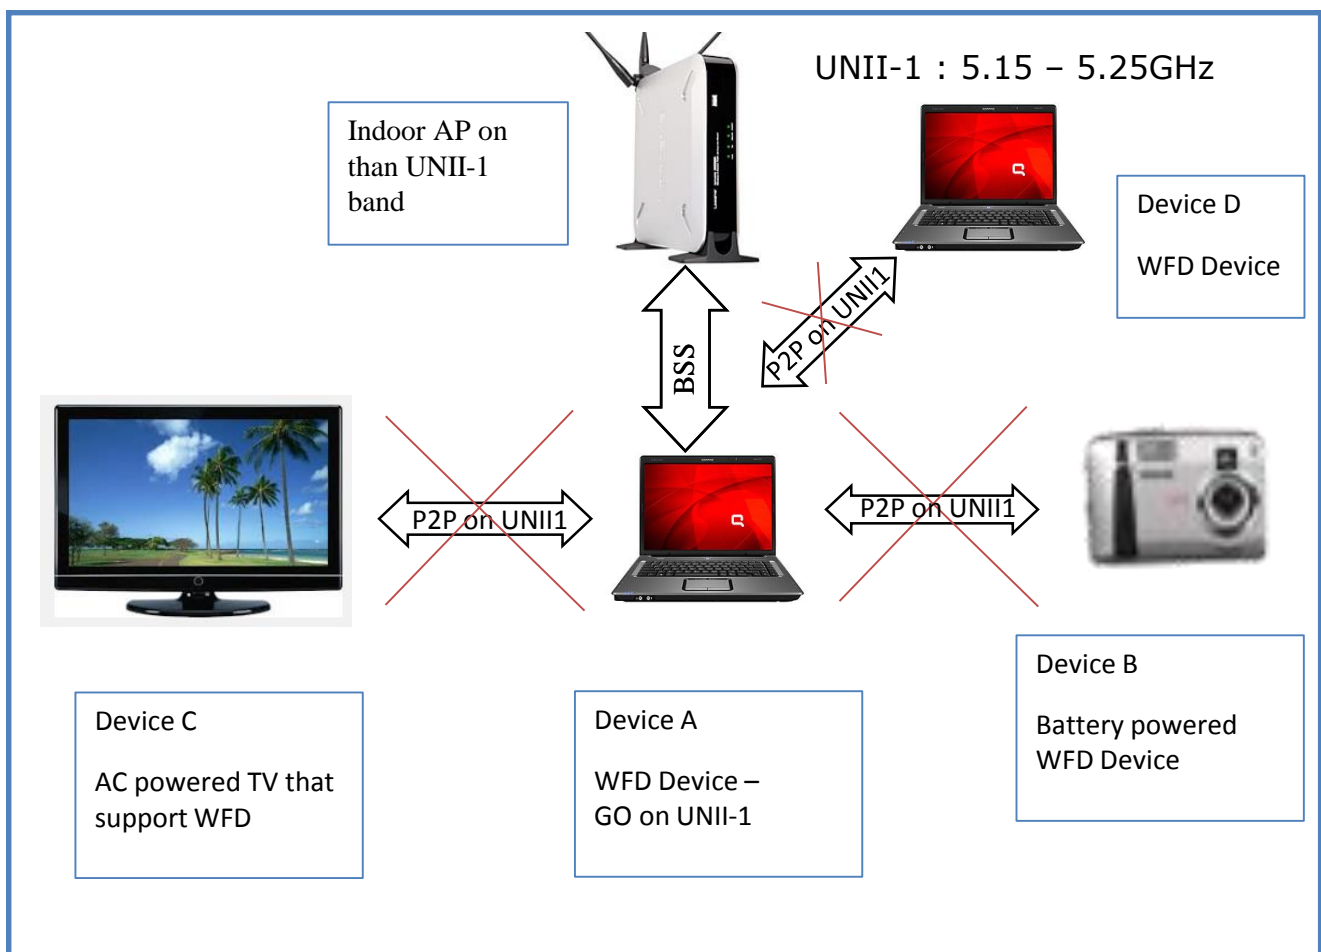 UNII-1 : 5.15 – 5.25GHz
Indoor AP on
than UNII-1
band
Device D
WFD Device
P2P on UNII1
BSS
P2P on UNII1
P2P on UNII1
Device B
Battery powered
WFD Device
Device C
AC powered TV that
support WFD
Device A
WFD Device –
GO on UNII-1